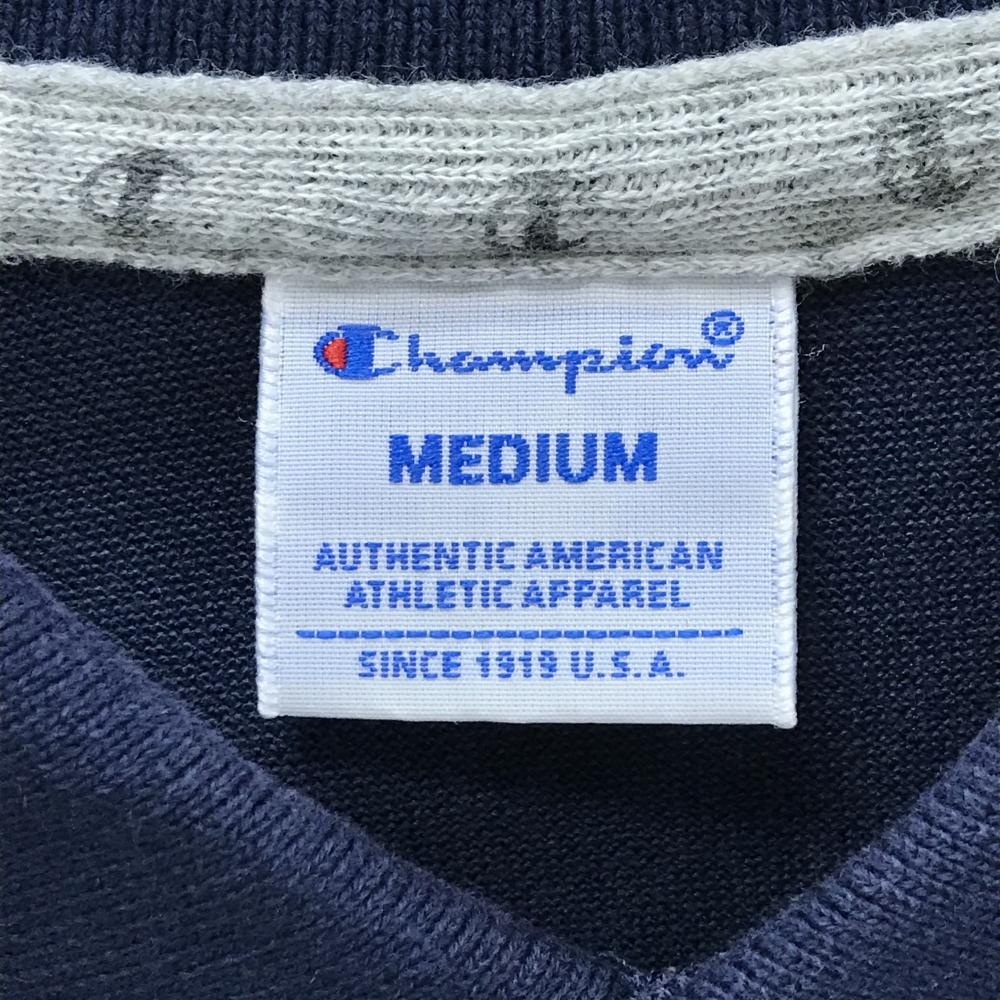 Champion®
MEDIUM
AUTHENTIC AMERICAN
ATHLETIC APPAREL
SINCE 1919 U.S.A.